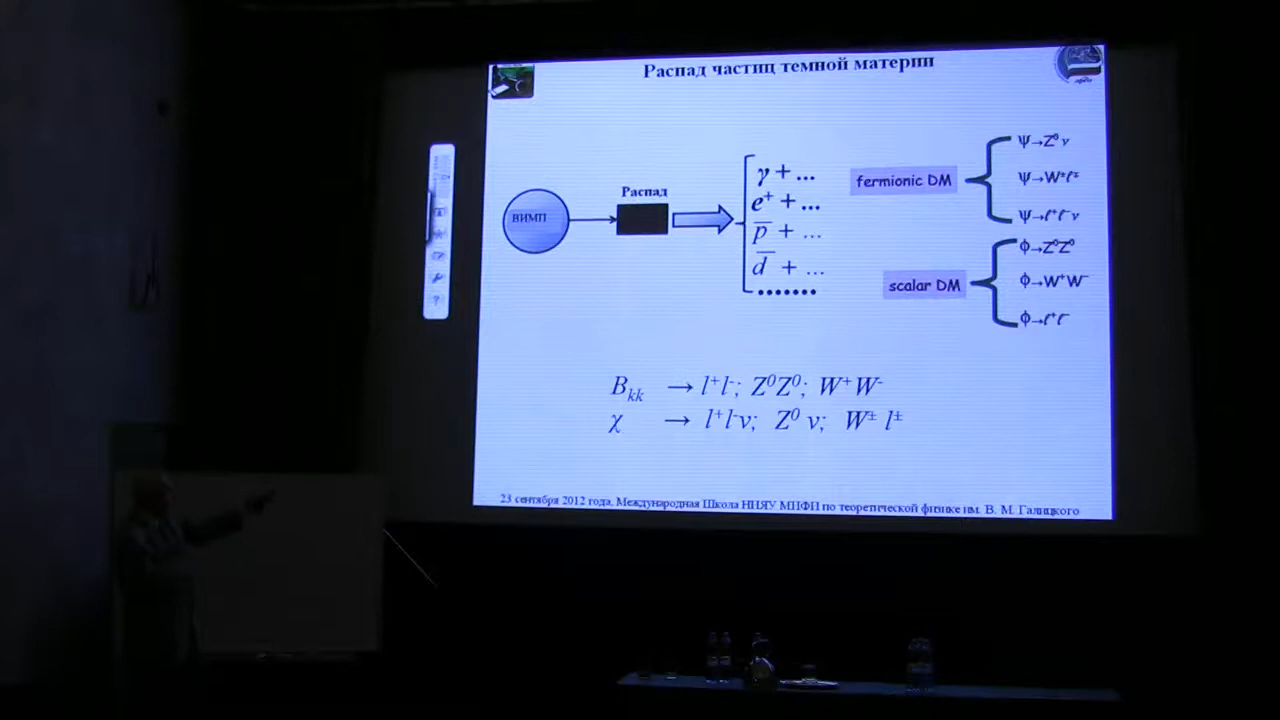 Распад частиц темной материи
ВИМП
Распад
γ + ...
e⁺ + ...
p̅ + ...
d̅ + ...
.......
fermionic DM
ψ→Z⁰ν
ψ→W±ℓ±
ψ→ℓ⁺ℓ⁻ν
scalar DM
ϕ→Z⁰Z⁰
ϕ→W⁺W⁻
ϕ→ℓ⁺ℓ⁻
B_kk → l⁺l⁻; Z⁰Z⁰; W⁺W⁻
χ → l⁺l⁻ν; Z⁰ ν; W± l±
23 сентября 2012 года, Международная Школа НИЯУ МИФИ по теоретической физике им. В. М. Галицкого